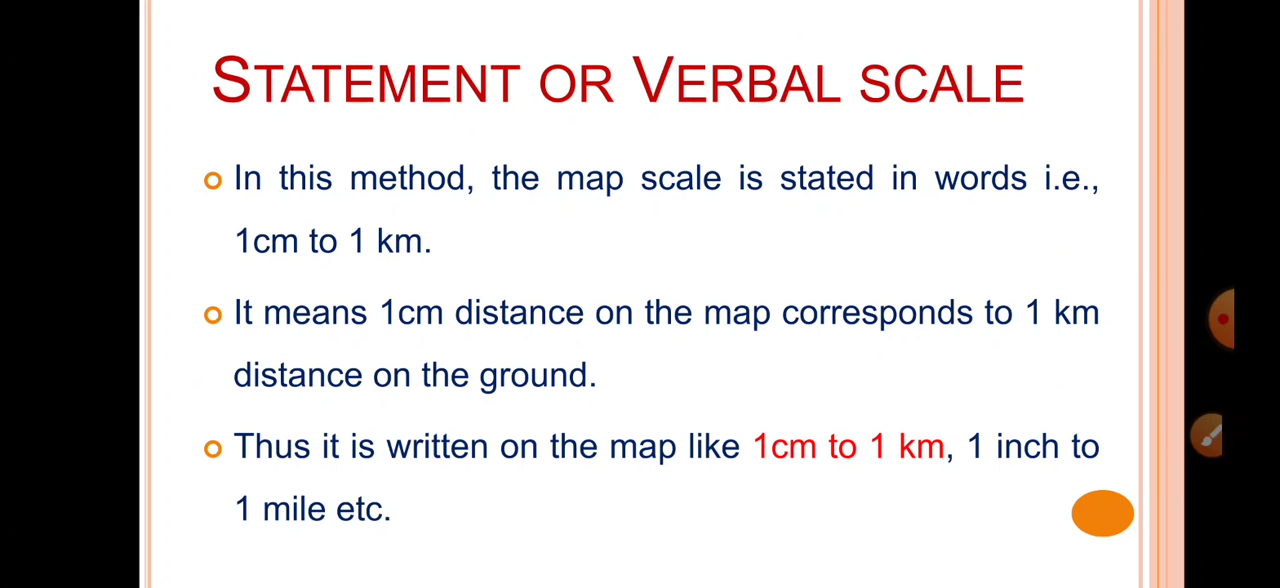 STATEMENT OR VERBAL SCALE
In this method, the map scale is stated in words i.e.,
1cm to 1 km.
It means 1cm distance on the map corresponds to 1 km
distance on the ground.
Thus it is written on the map like 1cm to 1 km, 1 inch to
1 mile etc.